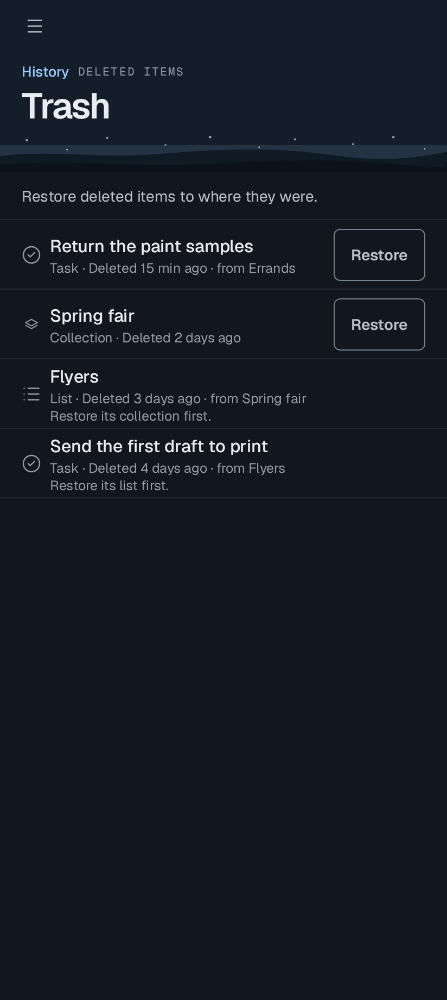 History DELETED ITEMS
Trash
Restore deleted items to where they were.
Return the paint samples
Task · Deleted 15 min ago · from Errands
Restore
Spring fair
Collection · Deleted 2 days ago
Restore
Flyers
List · Deleted 3 days ago · from Spring fair
Restore its collection first.
Send the first draft to print
Task · Deleted 4 days ago · from Flyers
Restore its list first.